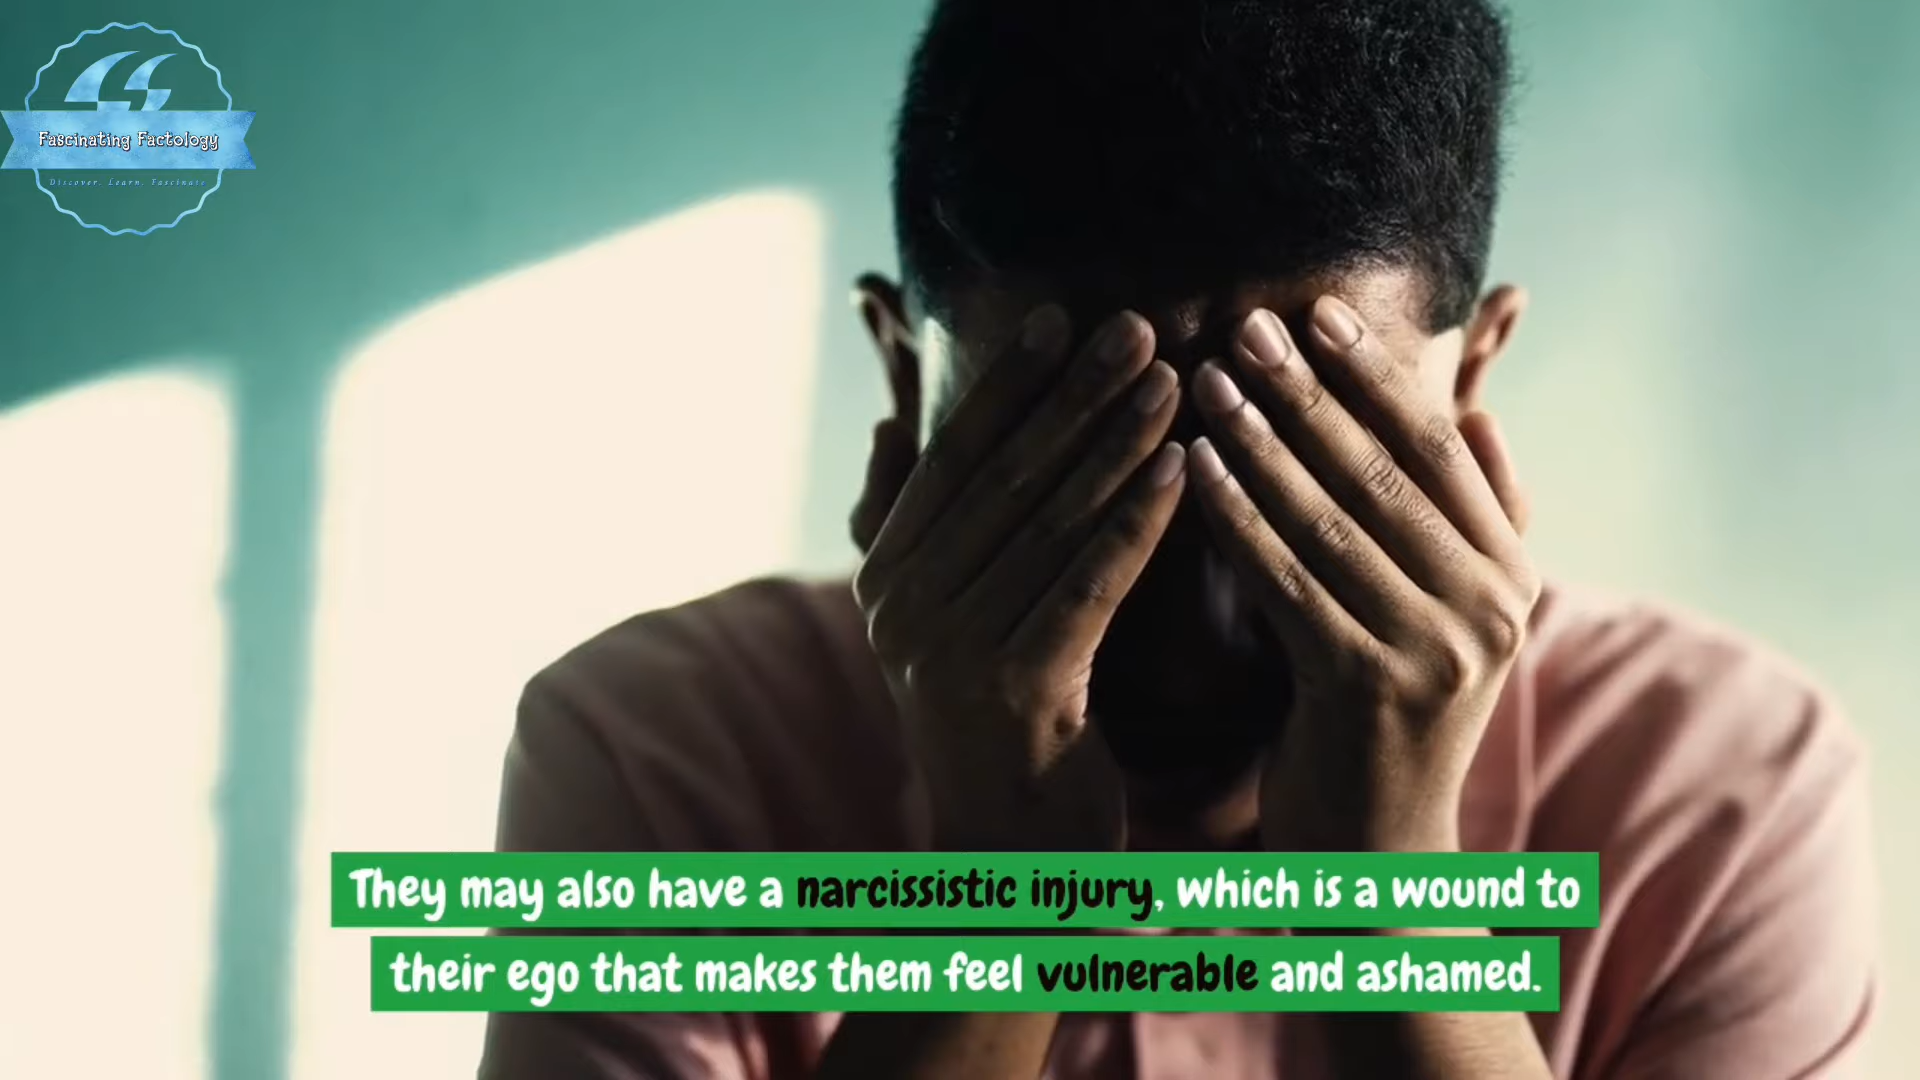 Fascinating Factology
Discover. Learn. Fascinate
They may also have a narcissistic injury, which is a wound to
their ego that makes them feel vulnerable and ashamed.